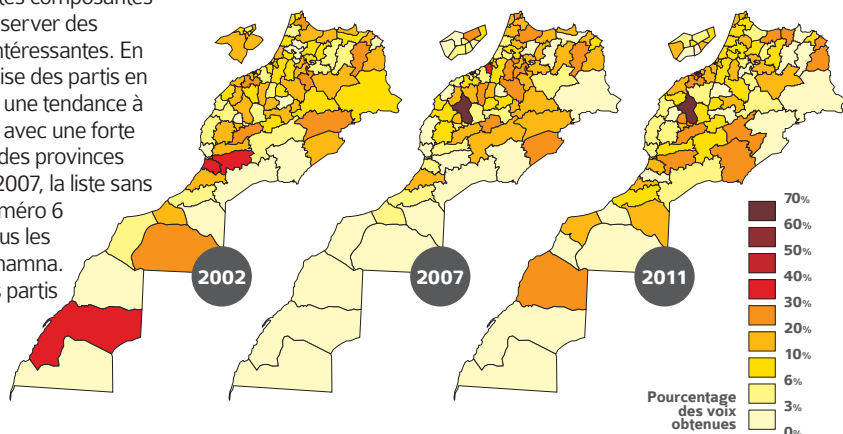 tes composantes
server des
ntéressantes. En
ise des partis en
une tendance à
avec une forte
des provinces
2007, la liste sans
méro 6
us les
hamna.
s partis
2002
2007
2011
70%
60%
50%
40%
30%
20%
10%
6%
3%
0%
Pourcentage
des voix
obtenues